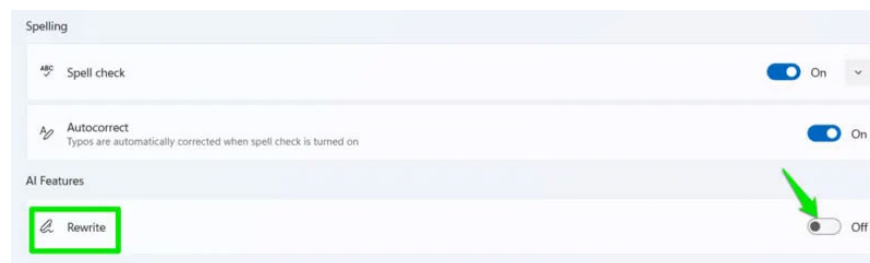 Spelling
ABC Spell check On
Autocorrect
Typos are automatically corrected when spell check is turned on
On
AI Features
Rewrite Off